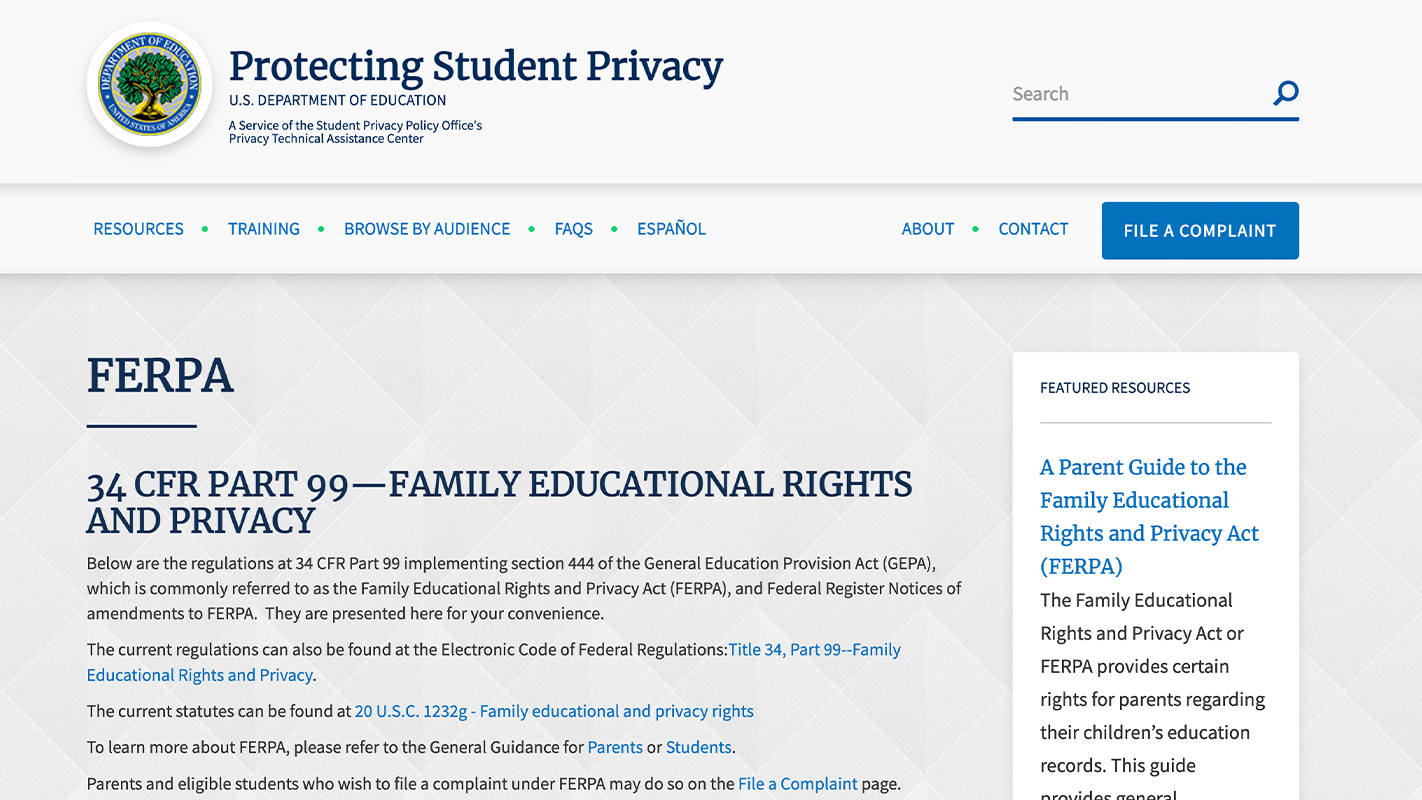 DEPARTMENT OF EDUCATION
UNITED STATES OF AMERICA
Protecting Student Privacy
U.S. DEPARTMENT OF EDUCATION
A Service of the Student Privacy Policy Office's
Privacy Technical Assistance Center
Search
RESOURCES • TRAINING • BROWSE BY AUDIENCE • FAQS • ESPAÑOL
ABOUT • CONTACT
FILE A COMPLAINT
FERPA
34 CFR PART 99—FAMILY EDUCATIONAL RIGHTS
AND PRIVACY
Below are the regulations at 34 CFR Part 99 implementing section 444 of the General Education Provision Act (GEPA),
which is commonly referred to as the Family Educational Rights and Privacy Act (FERPA), and Federal Register Notices of
amendments to FERPA.  They are presented here for your convenience.
The current regulations can also be found at the Electronic Code of Federal Regulations:Title 34, Part 99--Family
Educational Rights and Privacy.
The current statutes can be found at 20 U.S.C. 1232g - Family educational and privacy rights
To learn more about FERPA, please refer to the General Guidance for Parents or Students.
Parents and eligible students who wish to file a complaint under FERPA may do so on the File a Complaint page.
FEATURED RESOURCES
A Parent Guide to the
Family Educational
Rights and Privacy Act
(FERPA)
The Family Educational
Rights and Privacy Act or
FERPA provides certain
rights for parents regarding
their children's education
records. This guide
provides general